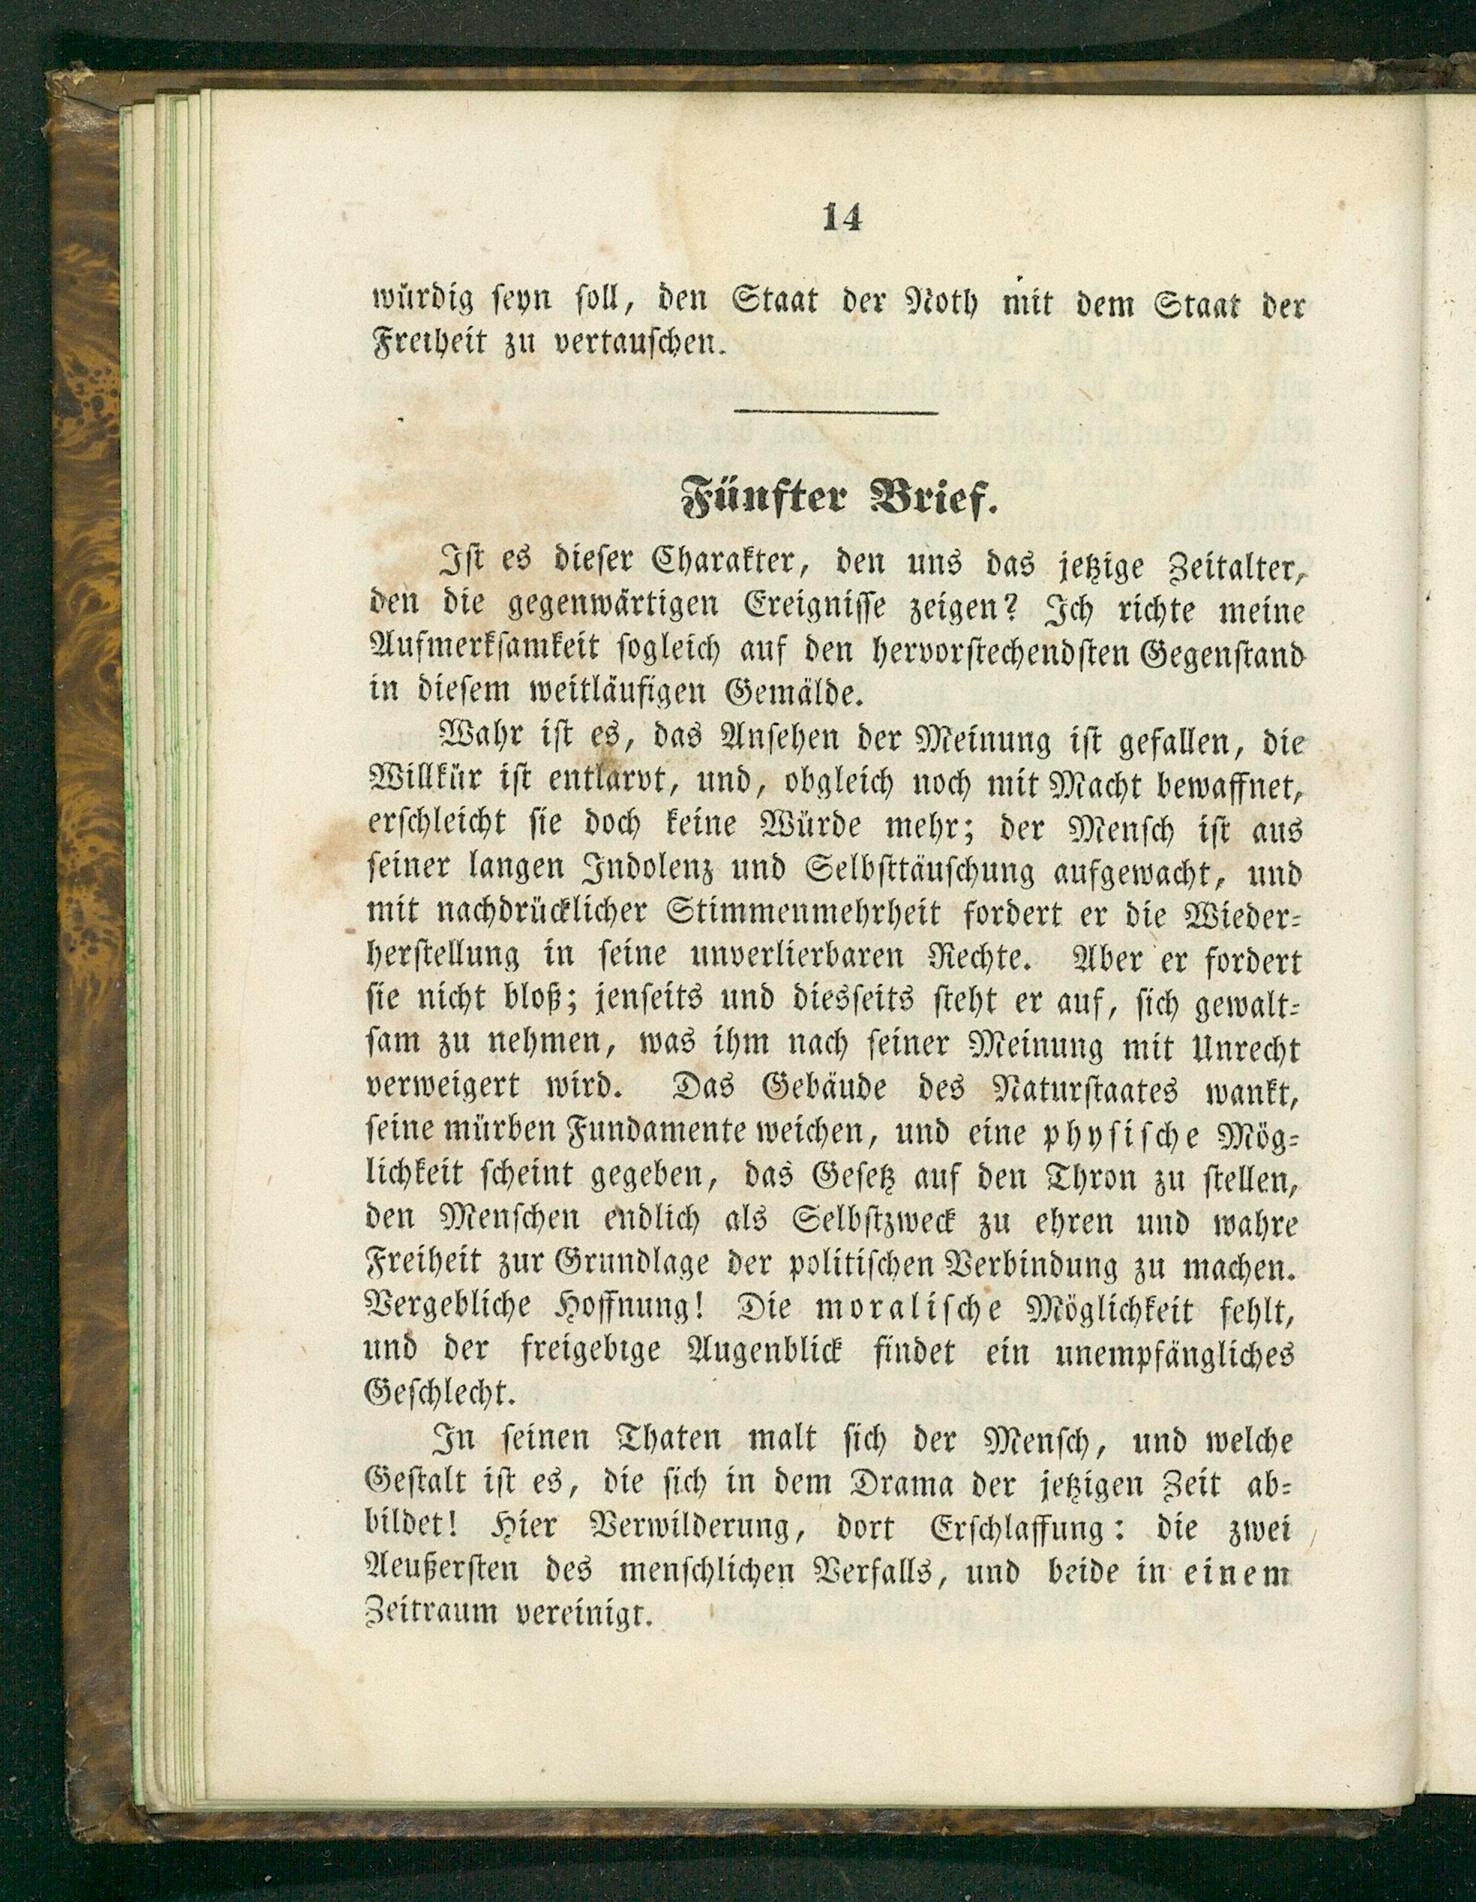 14
würdig seyn soll, den Staat der Noth mit dem Staat der
Freiheit zu vertauschen.
Fünfter Brief.
Ist es dieser Charakter, den uns das jetzige Zeitalter,
den die gegenwärtigen Ereignisse zeigen? Ich richte meine
Aufmerksamkeit sogleich auf den hervorstechendsten Gegenstand
in diesem weitläufigen Gemälde.
Wahr ist es, das Ansehen der Meinung ist gefallen, die
Willkür ist entlarvt, und, obgleich noch mit Macht bewaffnet,
erschleicht sie doch keine Würde mehr; der Mensch ist aus
seiner langen Indolenz und Selbsttäuschung aufgewacht, und
mit nachdrücklicher Stimmenmehrheit fordert er die Wieder-
herstellung in seine unverlierbaren Rechte. Aber er fordert
sie nicht bloß; jenseits und diesseits steht er auf, sich gewalt-
sam zu nehmen, was ihm nach seiner Meinung mit Unrecht
verweigert wird. Das Gebäude des Naturstaates wankt,
seine mürben Fundamente weichen, und eine physische Mög-
lichkeit scheint gegeben, das Gesetz auf den Thron zu stellen,
den Menschen endlich als Selbstzweck zu ehren und wahre
Freiheit zur Grundlage der politischen Verbindung zu machen.
Vergebliche Hoffnung! Die moralische Möglichkeit fehlt,
und der freigebige Augenblick findet ein unempfängliches
Geschlecht.
In seinen Thaten malt sich der Mensch, und welche
Gestalt ist es, die sich in dem Drama der jetzigen Zeit ab-
bildet! Hier Verwilderung, dort Erschlaffung: die zwei
Aeußersten des menschlichen Verfalls, und beide in einem
Zeitraum vereinigt.